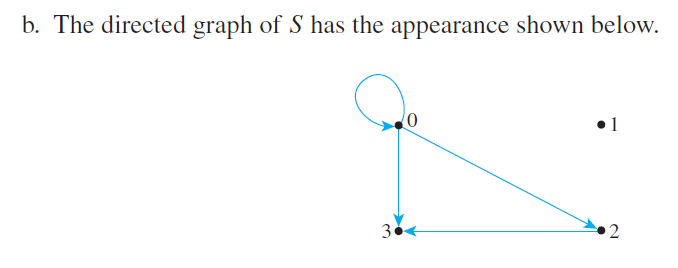 b. The directed graph of S has the appearance shown below.
0
1
3
2